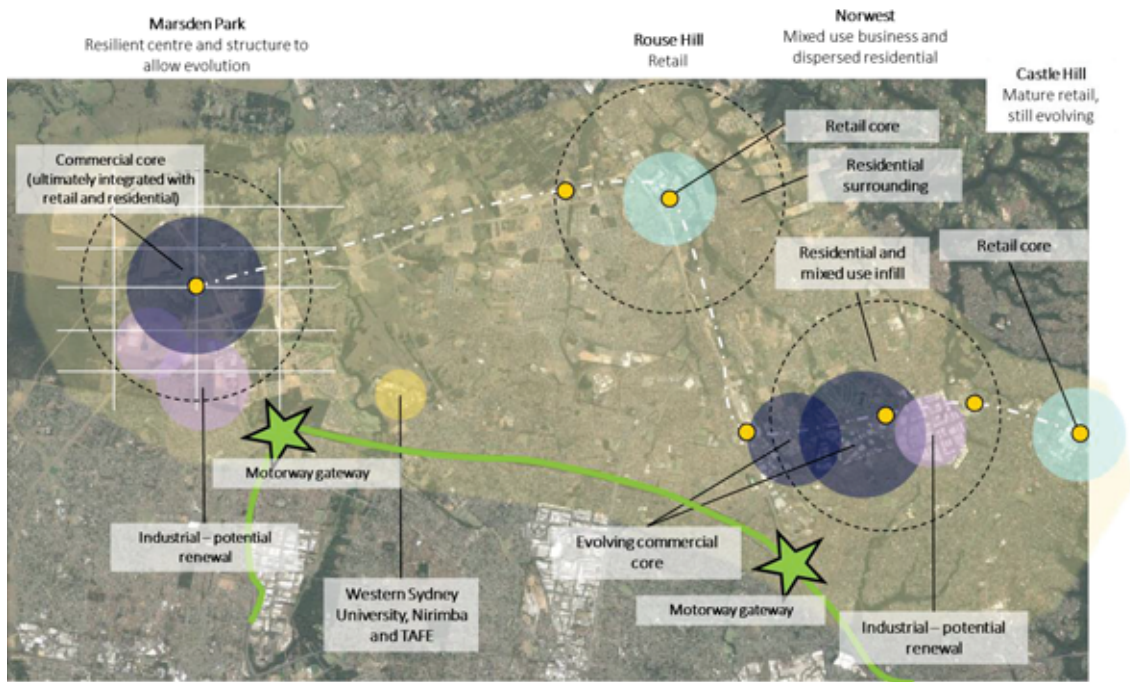 Marsden Park
Resilient centre and structure to
allow evolution
Rouse Hill
Retail
Norwest
Mixed use business and
dispersed residential
Castle Hill
Mature retail,
still evolving
Commercial core
(ultimately integrated with
retail and residential)
Retail core
Residential
surrounding
Residential and
mixed use infill
Retail core
Motorway gateway
Industrial – potential
renewal
Western Sydney
University, Nirimba
and TAFE
Evolving commercial
core
Motorway gateway
Industrial – potential
renewal